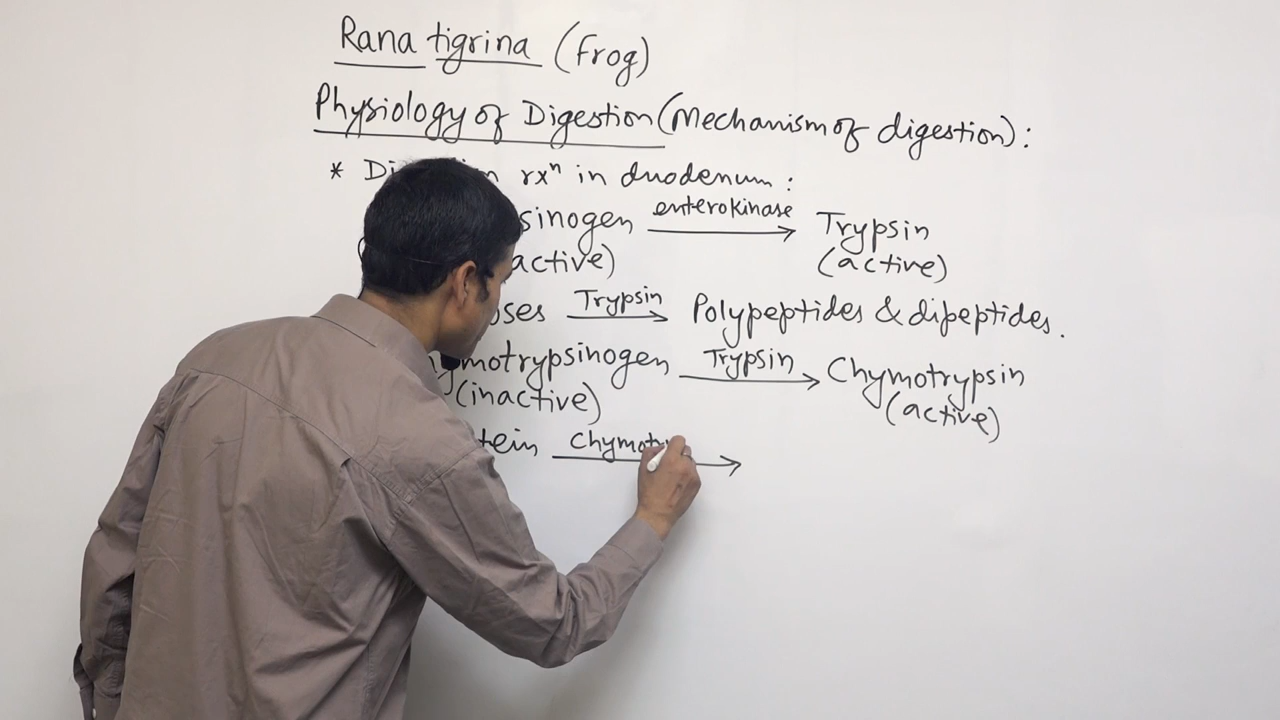 Rana tigrina (frog)
Physiology of Digestion (Mechanism of digestion):
* rxⁿ in duodenum:
enterokinase
sinogen → Trypsin
active) (active)
oses Trypsin → Polypeptides & dipeptides.
motrypsinogen Trypsin → Chymotrypsin
(inactive) (active)
tein chymot →